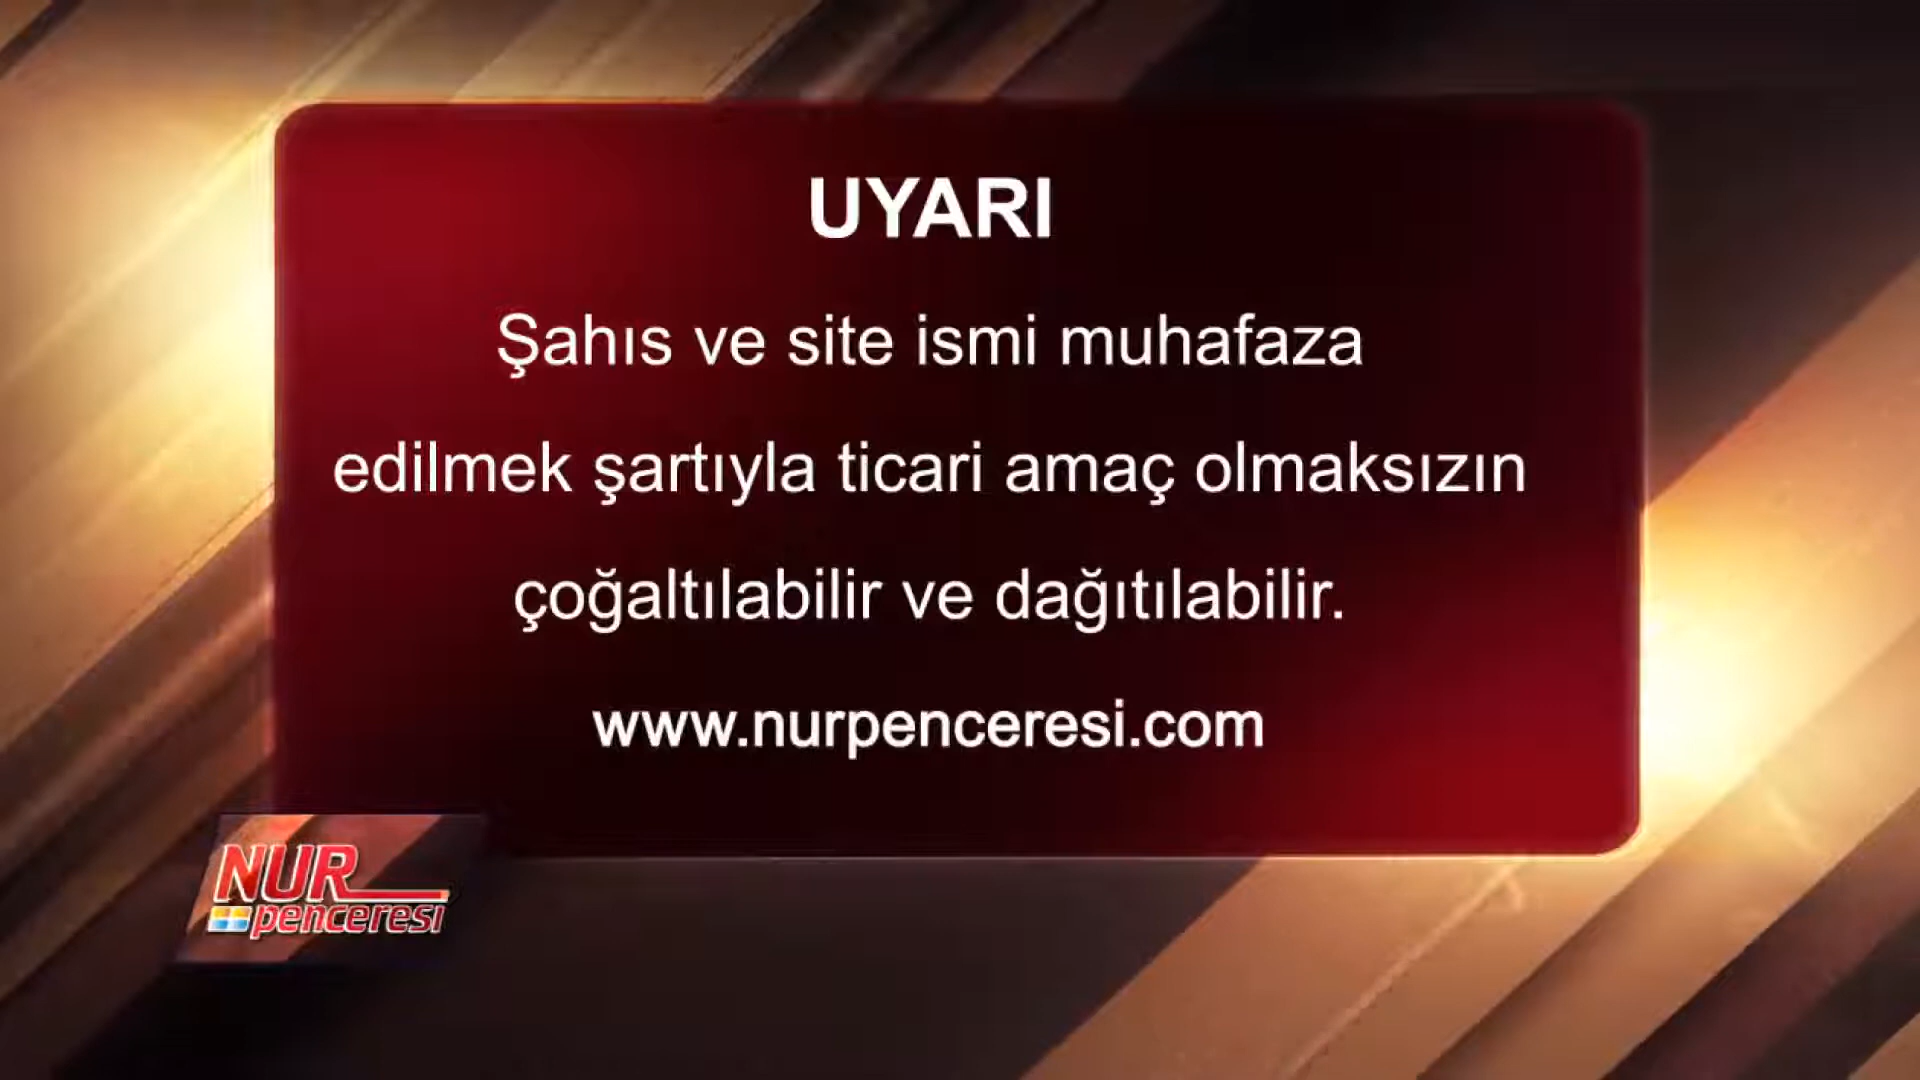 UYARI
Şahıs ve site ismi muhafaza
edilmek şartıyla ticari amaç olmaksızın
çoğaltılabilir ve dağıtılabilir.
www.nurpenceresi.com
NUR
penceresi